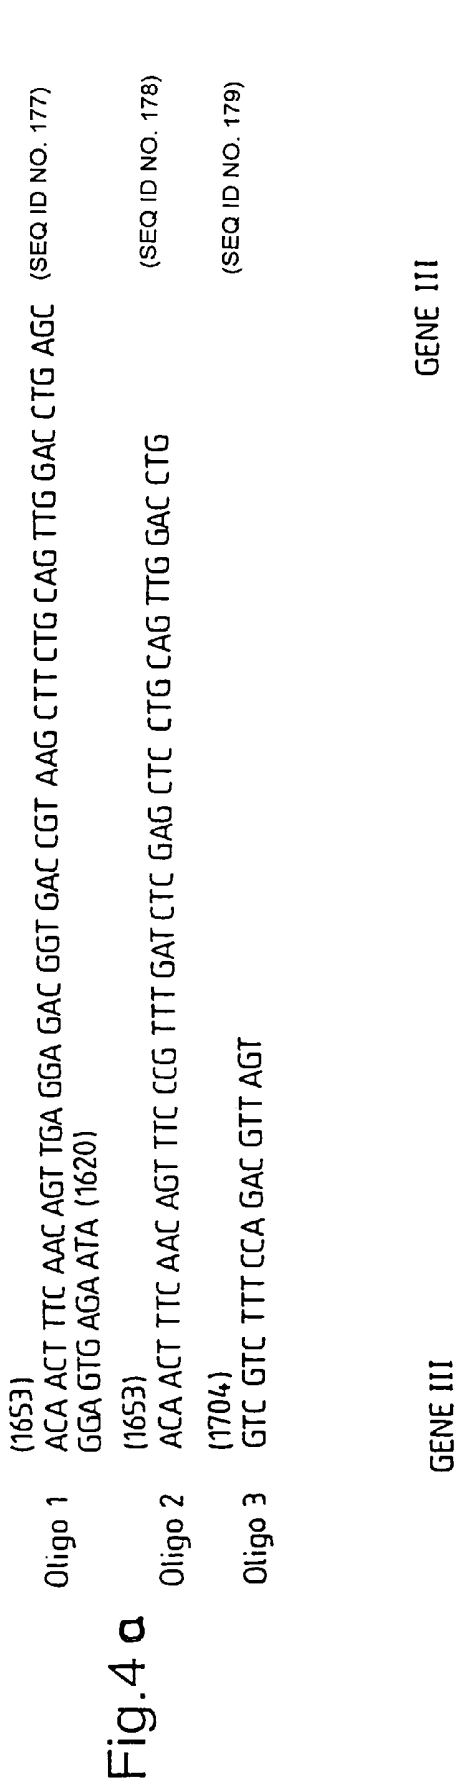 Fig.4 a
(1653)
Oligo 1 ACA ACT TTC AAC AGT TGA GGA GAC GGT GAC CGT AAG CTT CTG CAG TTG GAC CTG AGC (SEQ ID NO. 177)
GGA GTG AGA ATA (1620)
(1653)
Oligo 2 ACA ACT TTC AAC AGT TTC CCG TTT GAT CTC GAG CTC CTG CAG TTG GAC CTG (SEQ ID NO. 178)
(1704)
Oligo 3 GTC GTC TTT CCA GAC GTT AGT (SEQ ID NO. 179)
GENE III GENE III